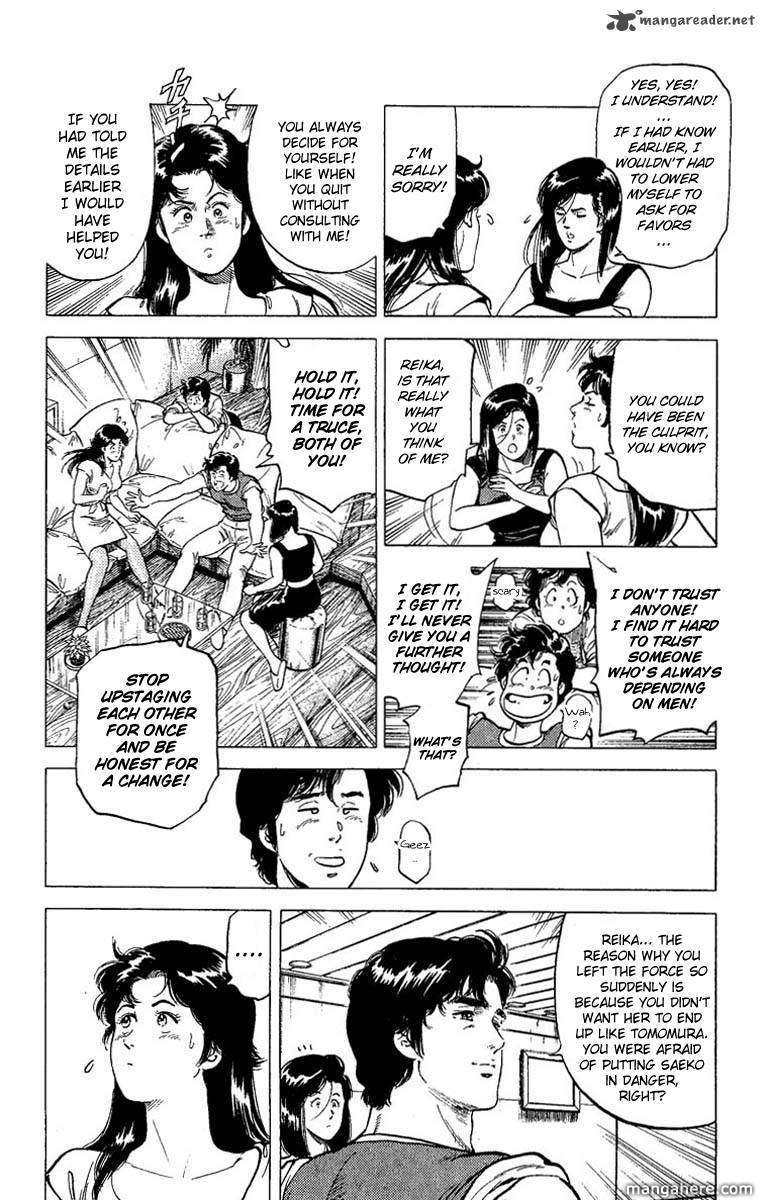 mangareader.net
YES, YES!
I UNDERSTAND!
...
IF I HAD KNOW
EARLIER, I
WOULDN'T HAD
TO LOWER
MYSELF TO
ASK FOR
FAVORS
...
I'M
REALLY
SORRY!
YOU ALWAYS
DECIDE FOR
YOURSELF!
LIKE WHEN
YOU QUIT
WITHOUT
CONSULTING
WITH ME!
カチ
IF YOU
HAD TOLD
ME THE
DETAILS
EARLIER
I WOULD
HAVE
HELPED
YOU!
YOU COULD
HAVE BEEN
THE CULPRIT,
YOU KNOW?
REIKA,
IS THAT
REALLY
WHAT
YOU
THINK
OF ME?
I DON'T TRUST
ANYONE!
I FIND IT HARD
TO TRUST
SOMEONE
WHO'S ALWAYS
DEPENDING
ON MEN!
scary
Wah
?
I GET IT,
I GET IT!
I'LL NEVER
GIVE YOU A
FURTHER
THOUGHT!
WHAT'S
THAT?
HOLD IT,
HOLD IT!
TIME FOR
A TRUCE,
BOTH OF
YOU!
STOP
UPSTAGING
EACH OTHER
FOR ONCE
AND BE
HONEST FOR
A CHANGE!
Geez
...
REIKA... THE
REASON WHY YOU
LEFT THE FORCE SO
SUDDENLY IS
BECAUSE YOU DIDN'T
WANT HER TO END
UP LIKE TOMOMURA.
YOU WERE AFRAID
OF PUTTING SAEKO
IN DANGER,
RIGHT?
....
mangahere.com